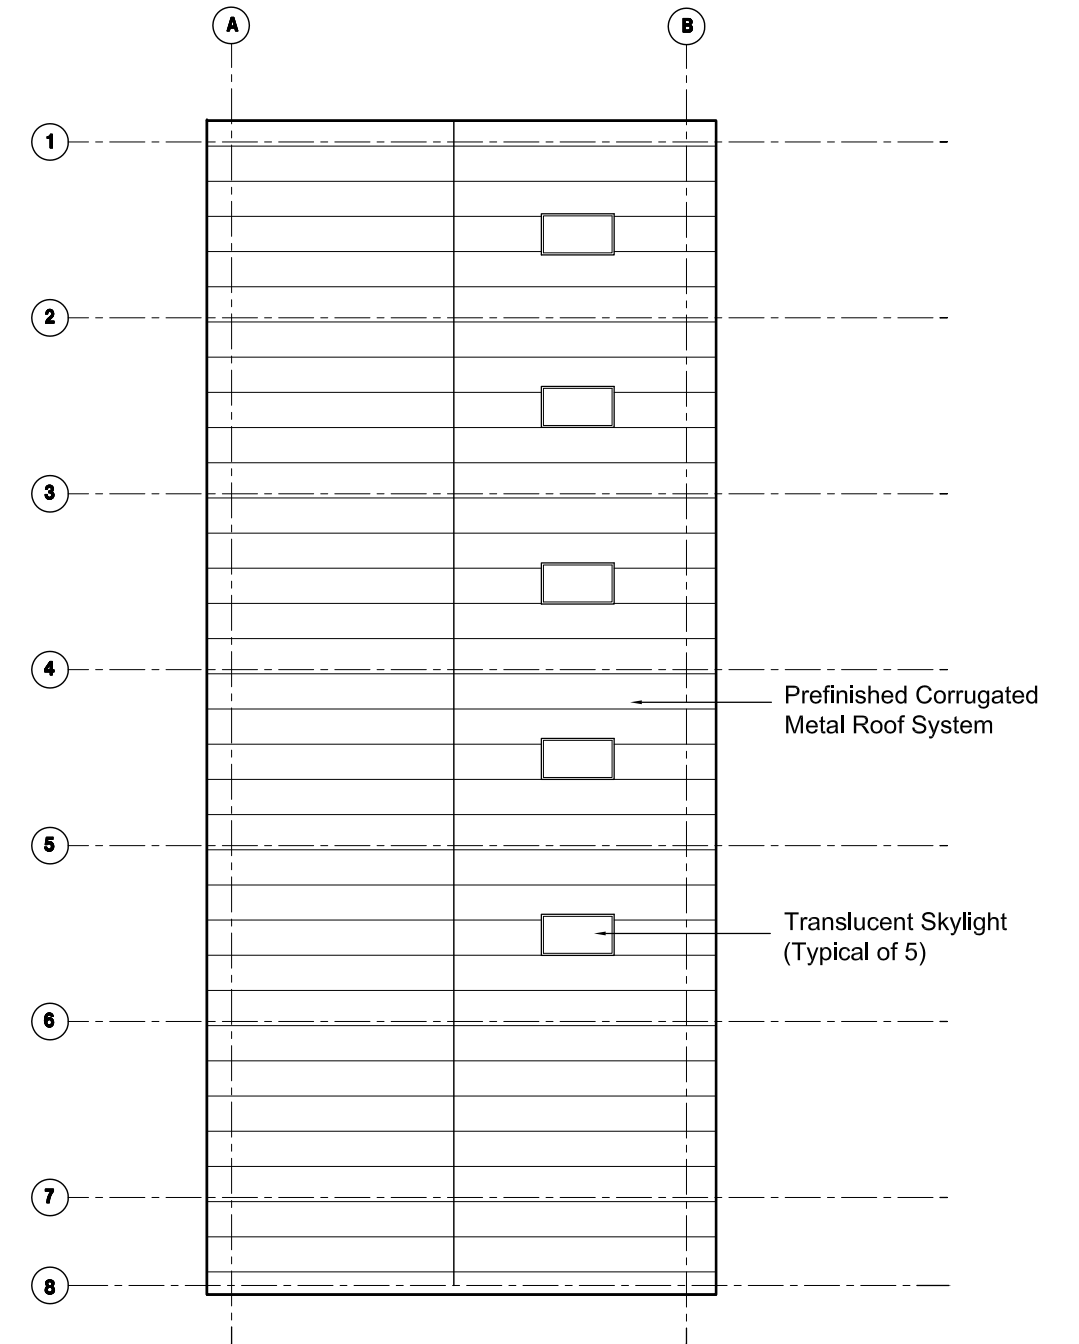 A
B
1
2
3
4
Prefinished Corrugated
Metal Roof System
5
Translucent Skylight
(Typical of 5)
6
7
8